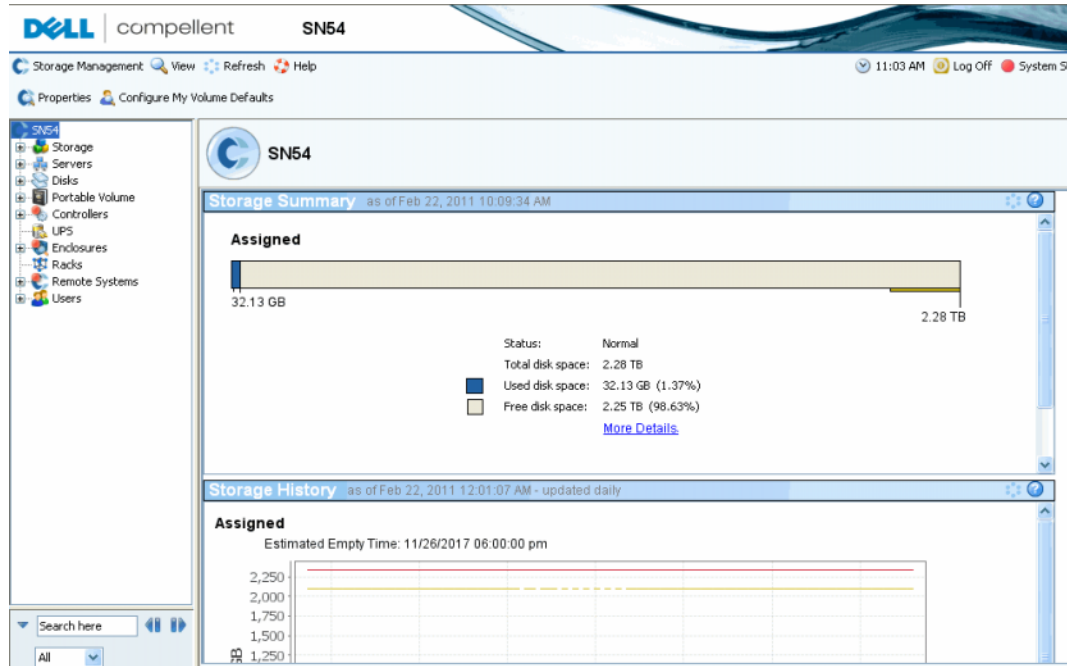 DELL compellent SN54
Storage Management View Refresh Help 11:03 AM Log Off System S
Properties Configure My Volume Defaults
SN54
Storage
Servers
Disks
Portable Volume
Controllers
UPS
Enclosures
Racks
Remote Systems
Users
Search here
All
SN54
Storage Summary as of Feb 22, 2011 10:09:34 AM
Assigned
32.13 GB
2.28 TB
Status: Normal
Total disk space: 2.28 TB
Used disk space: 32.13 GB (1.37%)
Free disk space: 2.25 TB (98.63%)
More Details.
Storage History as of Feb 22, 2011 12:01:07 AM - updated daily
Assigned
Estimated Empty Time: 11/26/2017 06:00:00 pm
2,250
2,000
1,750
1,500
1,250
GB